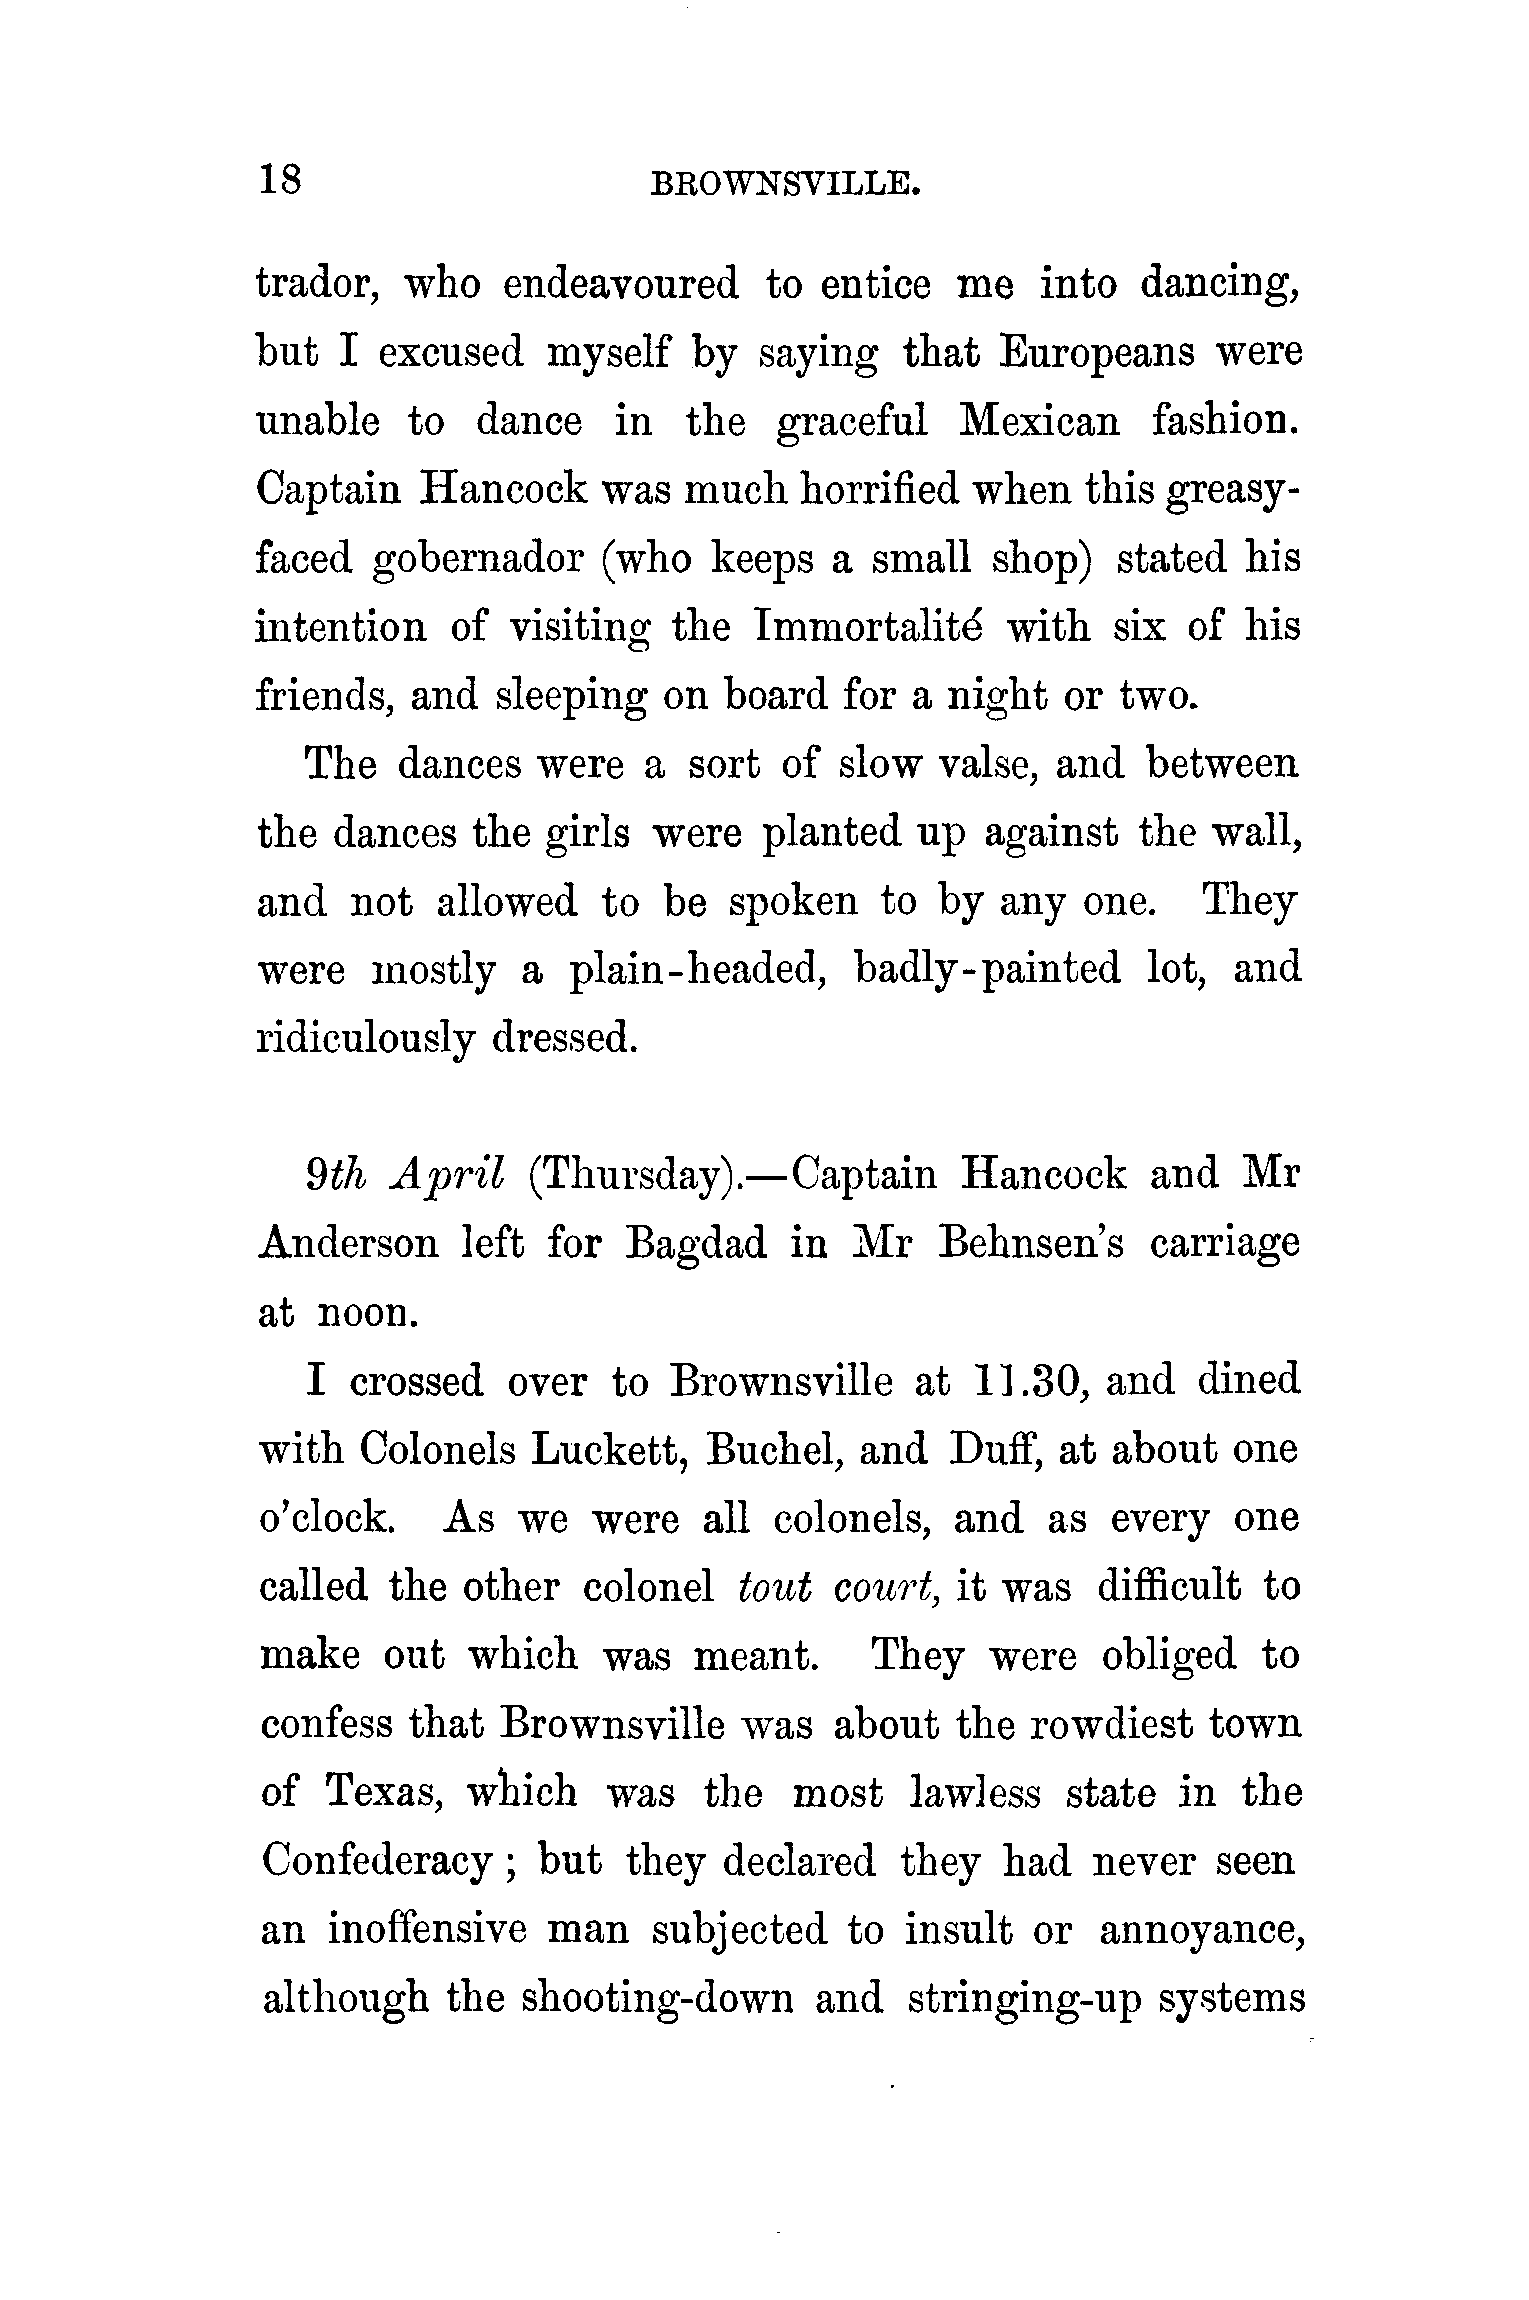 18 BROWNSVILLE.
trador, who endeavoured to entice me into dancing,
but I excused myself by saying that Europeans were
unable to dance in the graceful Mexican fashion.
Captain Hancock was much horrified when this greasy-
faced gobernador (who keeps a small shop) stated his
intention of visiting the Immortalité with six of his
friends, and sleeping on board for a night or two.
The dances were a sort of slow valse, and between
the dances the girls were planted up against the wall,
and not allowed to be spoken to by any one. They
were mostly a plain-headed, badly-painted lot, and
ridiculously dressed.
9th April (Thursday).—Captain Hancock and Mr
Anderson left for Bagdad in Mr Behnsen's carriage
at noon.
I crossed over to Brownsville at 11.30, and dined
with Colonels Luckett, Buchel, and Duff, at about one
o'clock. As we were all colonels, and as every one
called the other colonel tout court, it was difficult to
make out which was meant. They were obliged to
confess that Brownsville was about the rowdiest town
of Texas, which was the most lawless state in the
Confederacy ; but they declared they had never seen
an inoffensive man subjected to insult or annoyance,
although the shooting-down and stringing-up systems